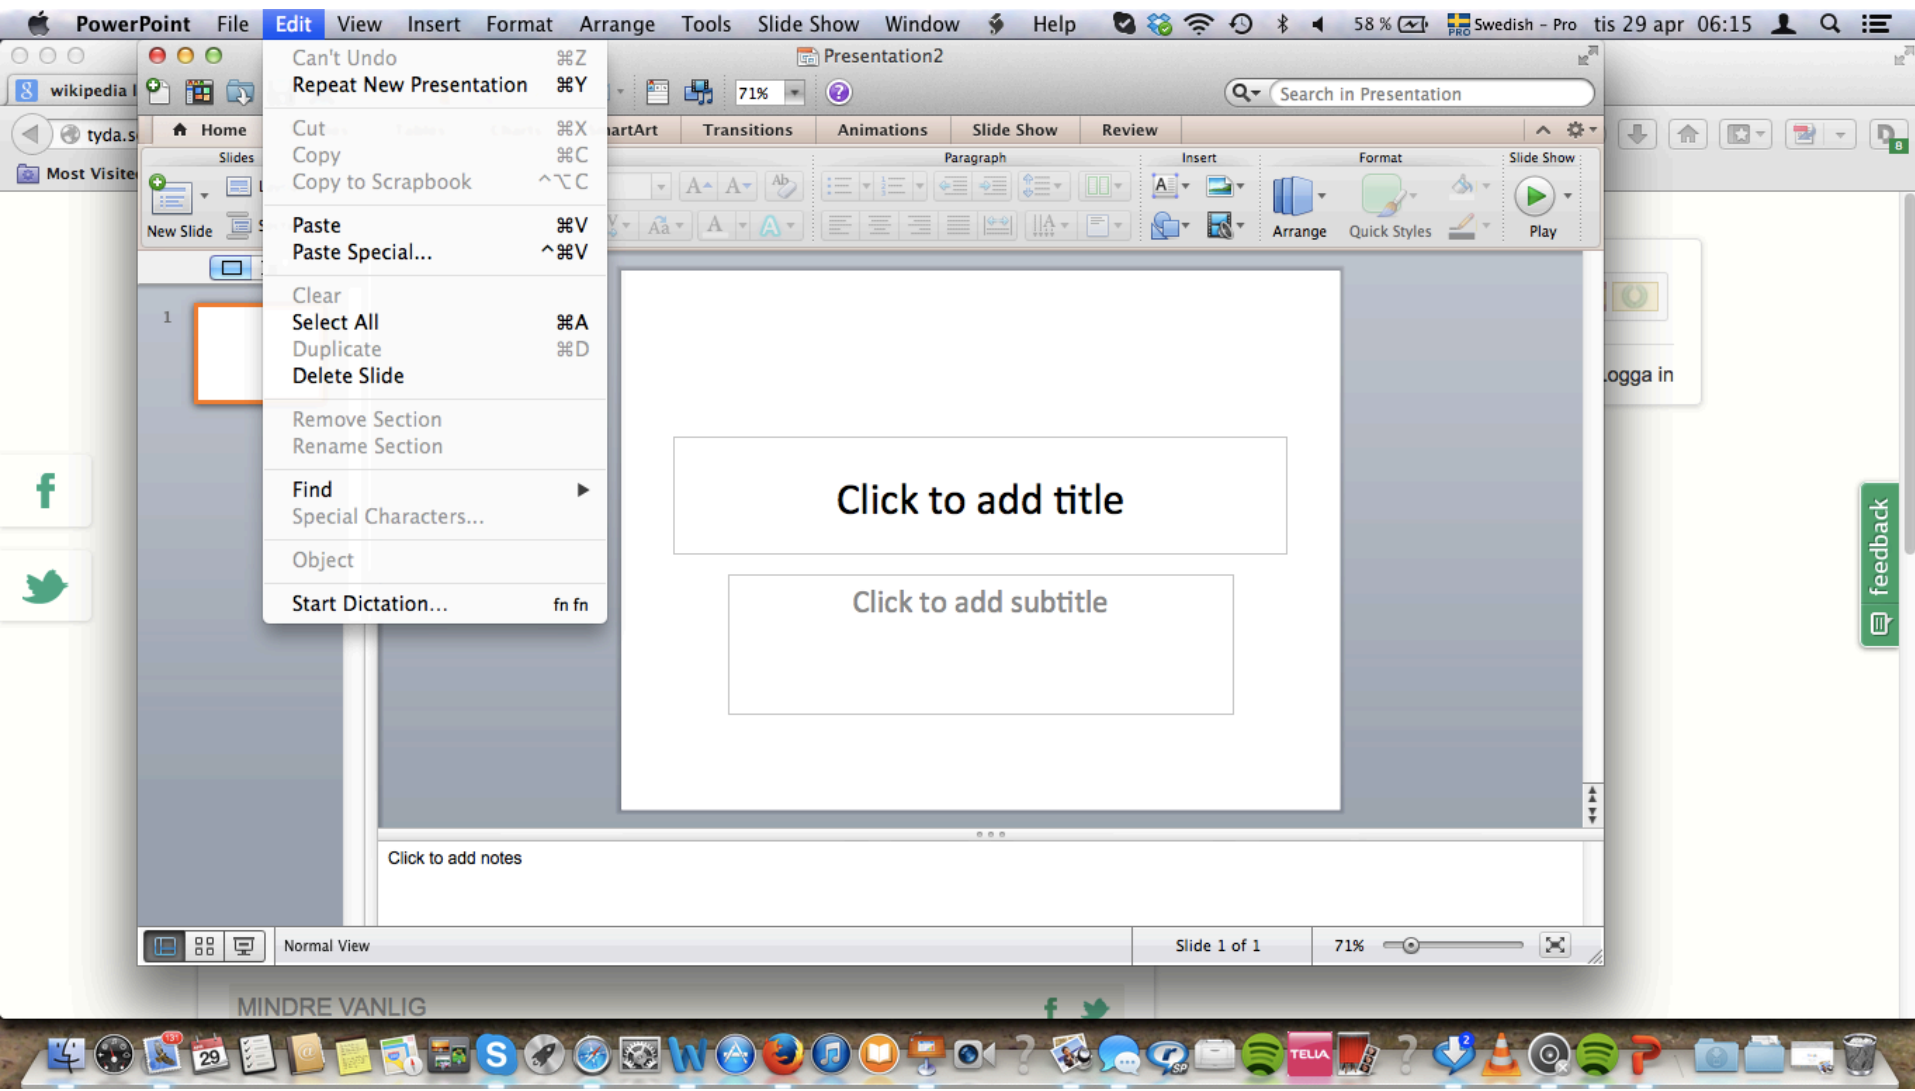 PowerPoint File Edit View Insert Format Arrange Tools Slide Show Window Help 58 % PRO Swedish - Pro tis 29 apr 06:15
Presentation2
8 wikipedia
71%
?
Search in Presentation
tyda.s
Home
artArt
Transitions
Animations
Slide Show
Review
Most Visite
Slides
Paragraph
Insert
Format
Slide Show
New Slide
Arrange
Quick Styles
Play
Can't Undo ⌘Z
Repeat New Presentation ⌘Y
Cut ⌘X
Copy ⌘C
Copy to Scrapbook ^⌥C
Paste ⌘V
Paste Special... ^⌘V
Clear
Select All ⌘A
Duplicate ⌘D
Delete Slide
Remove Section
Rename Section
Find
Special Characters...
Object
Start Dictation... fn fn
1
Click to add title
Click to add subtitle
ogga in
feedback
Click to add notes
Normal View
Slide 1 of 1
71%
MINDRE VANLIG
29
TELIA
SP
2